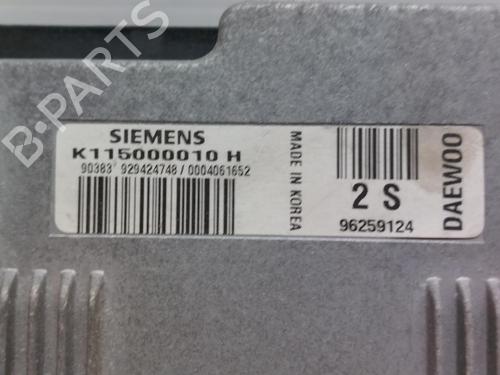 SIEMENS
K115000010 H
90383 929424748 / 0004061652
MADE IN KOREA
2 S
96259124
DAEWOO
B-PARTS